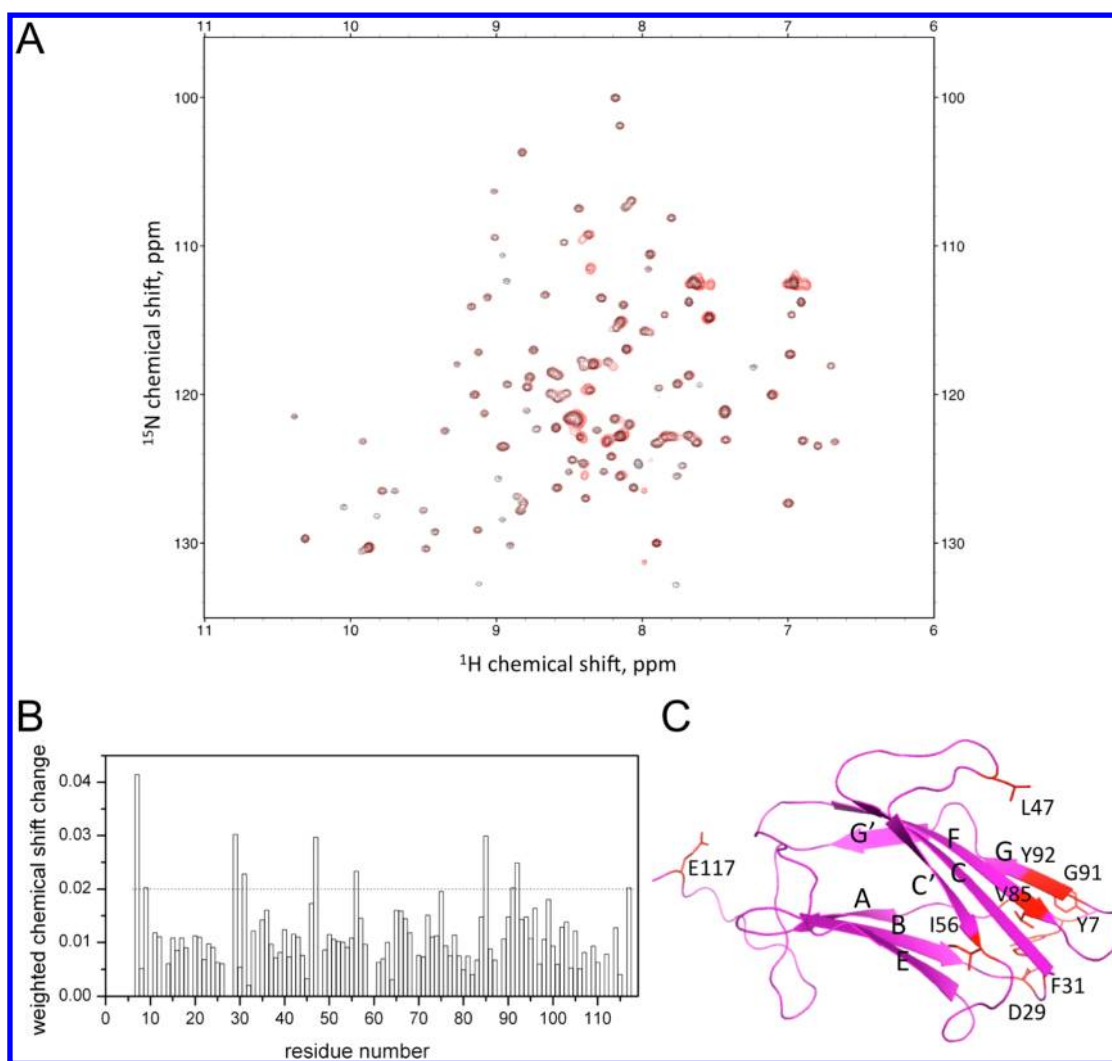 A
11 10 9 8 7 6
100 100
110 110
120 120
130 130
11 10 9 8 7 6
¹⁵N chemical shift, ppm
¹H chemical shift, ppm
B
0.04
0.03
0.02
0.01
0.00
0 10 20 30 40 50 60 70 80 90 100 110
weighted chemical shift change
residue number
C
L47
G' F
E117 G Y92
C G91
C' V85
A Y7
B I56
E F31
D29